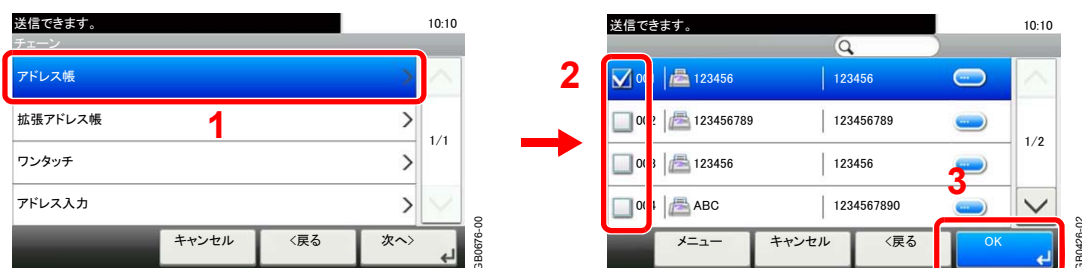 送信できます。 10:10
チェーン
アドレス帳
拡張アドレス帳
1
1/1
ワンタッチ
アドレス入力
キャンセル <戻る 次へ>
GB0676-00
送信できます。 10:10
2
001 123456 123456
002 123456789 123456789
1/2
003 123456 123456
3
004 ABC 1234567890
メニュー キャンセル <戻る OK
GB0426-02